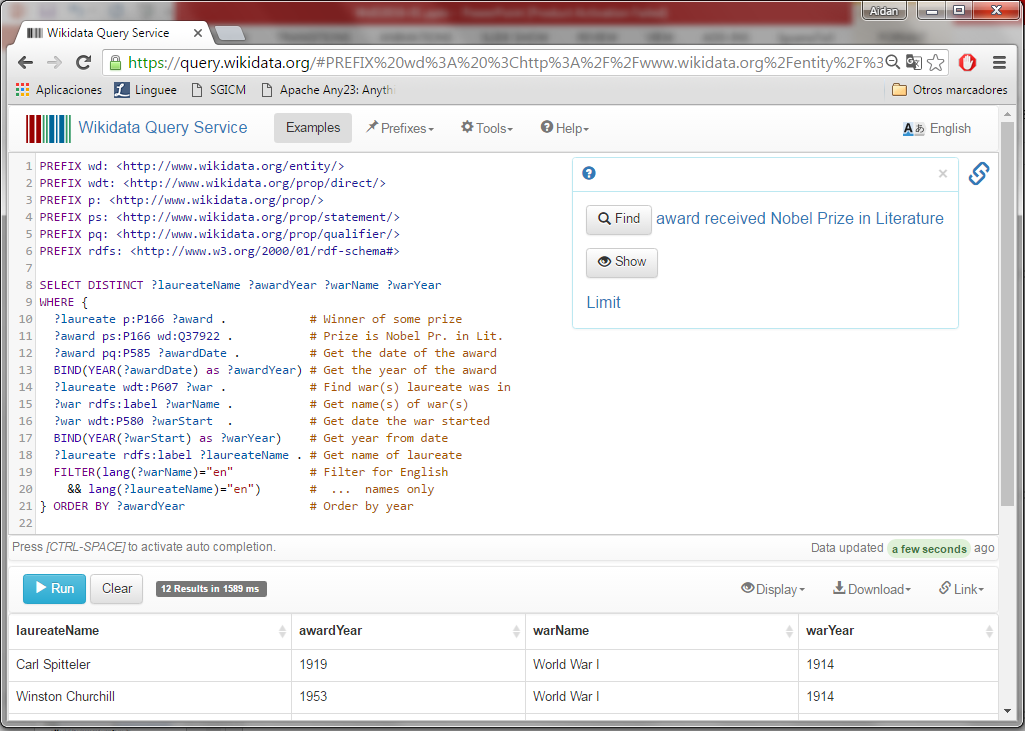 Aidan
Wikidata Query Service
https://query.wikidata.org/#PREFIX%20wd%3A%20%3Chttp%3A%2F%2Fwww.wikidata.org%2Fentity%2F%3
Aplicaciones Linguee SGICM Apache Any23: Anyth Otros marcadores
Wikidata Query Service Examples Prefixes Tools Help English
1 PREFIX wd: <http://www.wikidata.org/entity/>
2 PREFIX wdt: <http://www.wikidata.org/prop/direct/>
3 PREFIX p: <http://www.wikidata.org/prop/>
4 PREFIX ps: <http://www.wikidata.org/prop/statement/>
5 PREFIX pq: <http://www.wikidata.org/prop/qualifier/>
6 PREFIX rdfs: <http://www.w3.org/2000/01/rdf-schema#>
7
8 SELECT DISTINCT ?laureateName ?awardYear ?warName ?warYear
9 WHERE {
10 ?laureate p:P166 ?award . # Winner of some prize
11 ?award ps:P166 wd:Q37922 . # Prize is Nobel Pr. in Lit.
12 ?award pq:P585 ?awardDate . # Get the date of the award
13 BIND(YEAR(?awardDate) as ?awardYear) # Get the year of the award
14 ?laureate wdt:P607 ?war . # Find war(s) laureate was in
15 ?war rdfs:label ?warName . # Get name(s) of war(s)
16 ?war wdt:P580 ?warStart . # Get date the war started
17 BIND(YEAR(?warStart) as ?warYear) # Get year from date
18 ?laureate rdfs:label ?laureateName . # Get name of laureate
19 FILTER(lang(?warName)="en" # Filter for English
20 && lang(?laureateName)="en") # ... names only
21 } ORDER BY ?awardYear # Order by year
22
Find award received Nobel Prize in Literature
Show
Limit
Press [CTRL-SPACE] to activate auto completion. Data updated a few seconds ago
Run Clear 12 Results in 1589 ms Display Download Link
laureateName awardYear warName warYear
Carl Spitteler 1919 World War I 1914
Winston Churchill 1953 World War I 1914